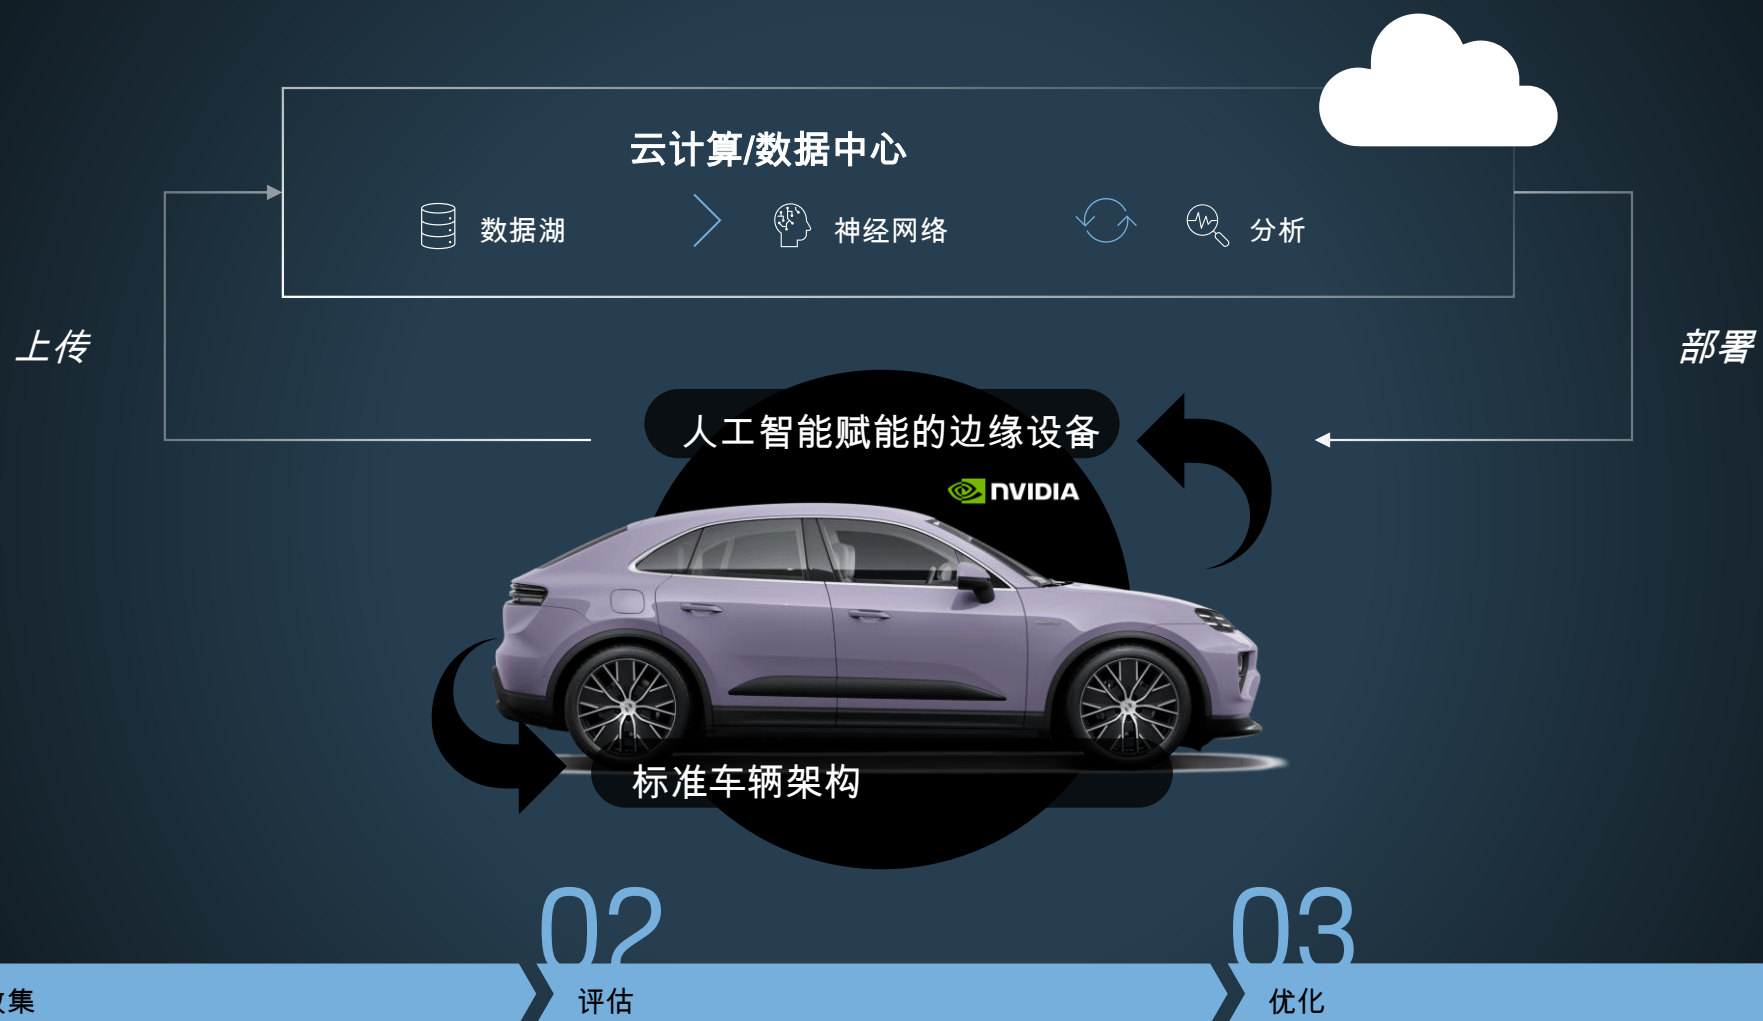 云计算/数据中心
数据湖
神经网络
分析
上传
部署
人工智能赋能的边缘设备
NVIDIA
标准车辆架构
02
03
集
评估
优化